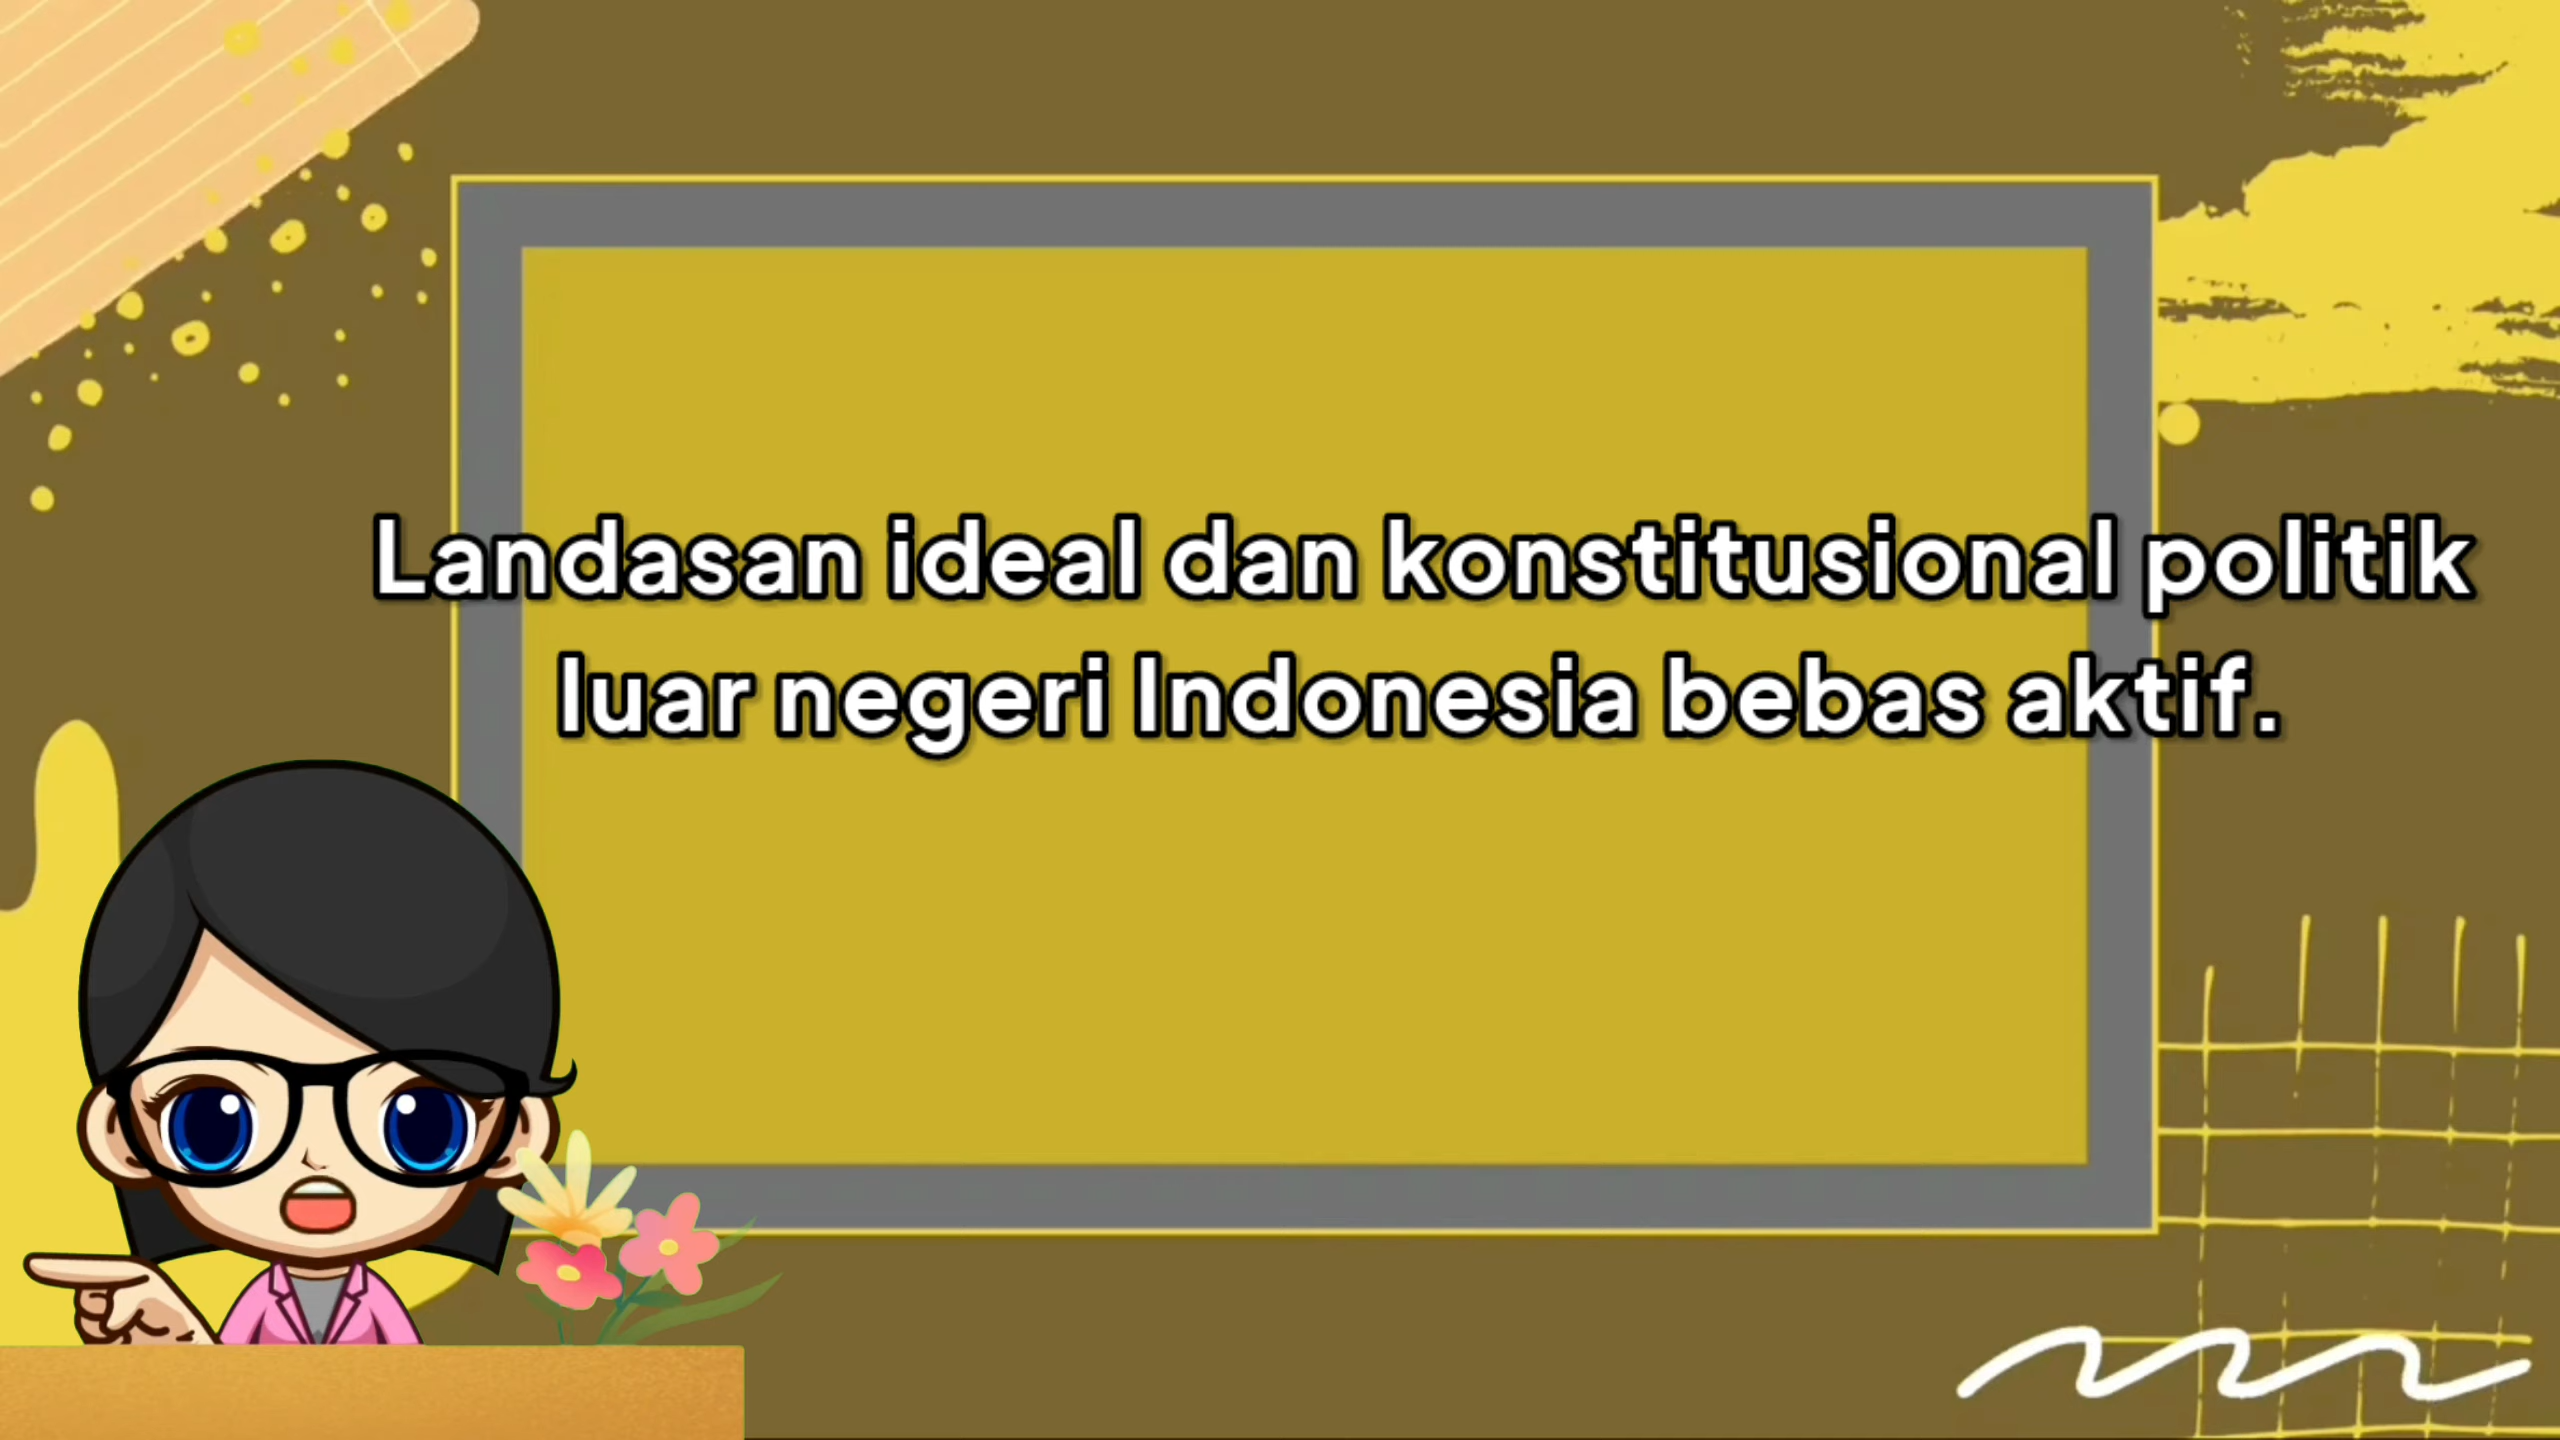 Landasan ideal dan konstitusional politik
luar negeri Indonesia bebas aktif.